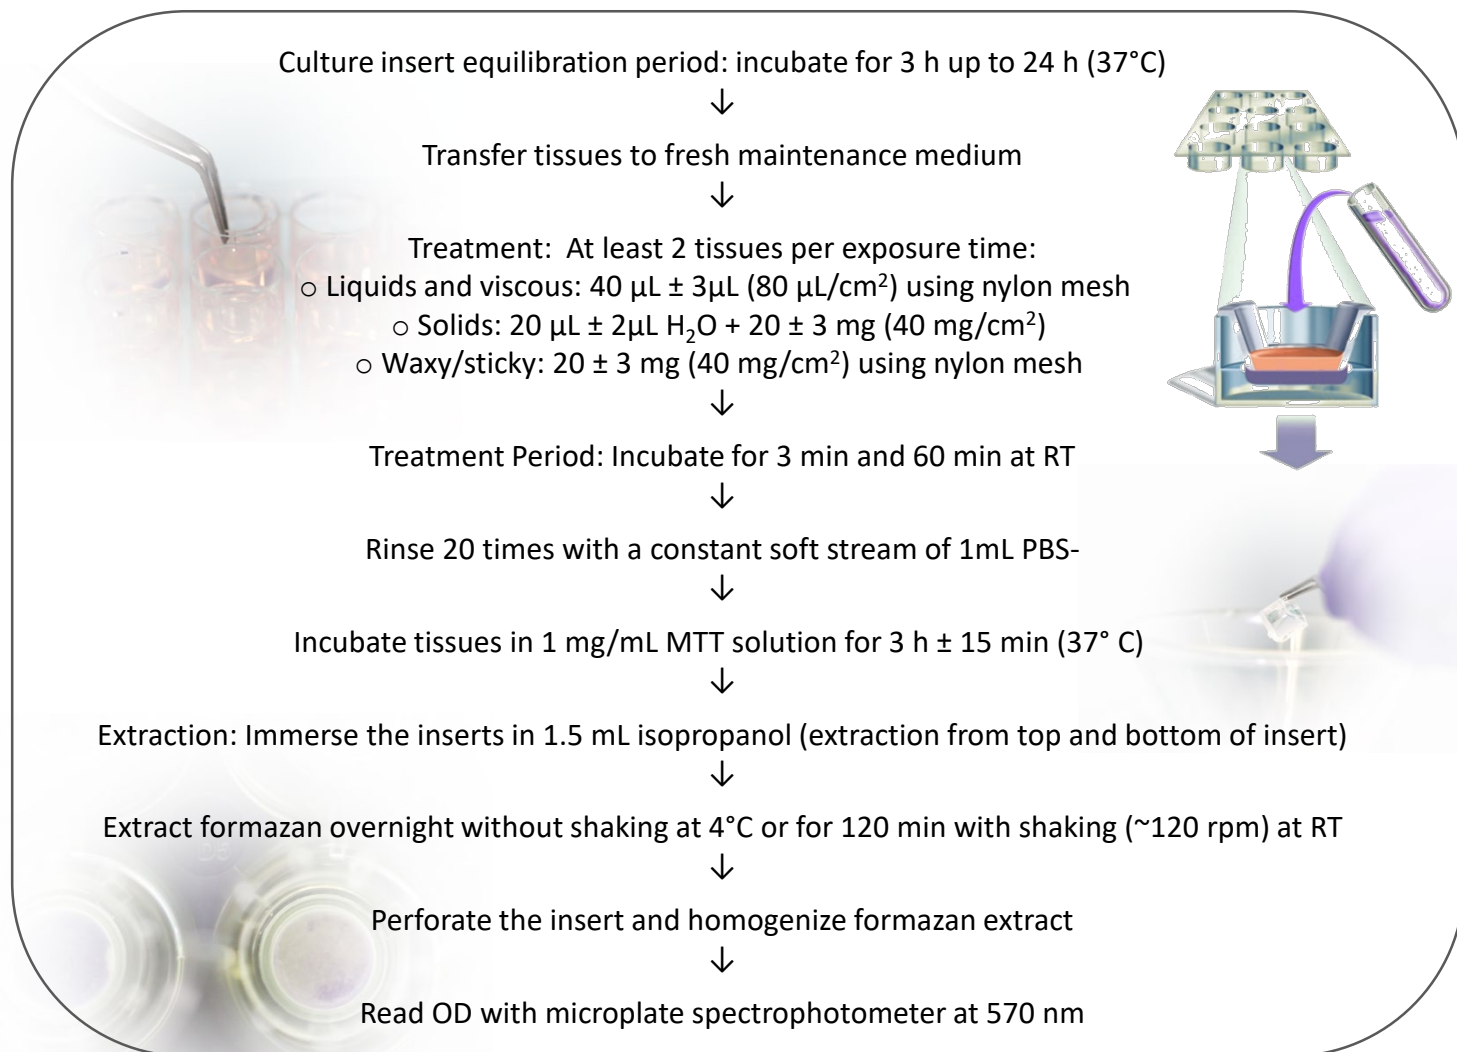 Culture insert equilibration period: incubate for 3 h up to 24 h (37°C)
↓
Transfer tissues to fresh maintenance medium
↓
Treatment:  At least 2 tissues per exposure time:
o Liquids and viscous: 40 µL ± 3µL (80 µL/cm²) using nylon mesh
o Solids: 20 µL ± 2µL H₂O + 20 ± 3 mg (40 mg/cm²)
o Waxy/sticky: 20 ± 3 mg (40 mg/cm²) using nylon mesh
↓
Treatment Period: Incubate for 3 min and 60 min at RT
↓
Rinse 20 times with a constant soft stream of 1mL PBS-
↓
Incubate tissues in 1 mg/mL MTT solution for 3 h ± 15 min (37° C)
↓
Extraction: Immerse the inserts in 1.5 mL isopropanol (extraction from top and bottom of insert)
↓
Extract formazan overnight without shaking at 4°C or for 120 min with shaking (~120 rpm) at RT
↓
Perforate the insert and homogenize formazan extract
↓
Read OD with microplate spectrophotometer at 570 nm